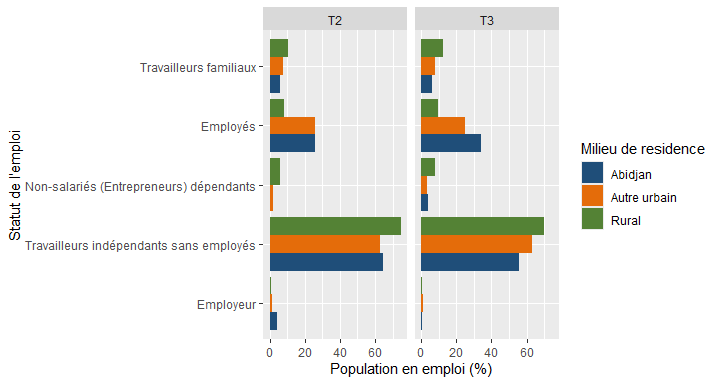 T2
T3
Travailleurs familiaux
Employés
Non-salariés (Entrepreneurs) dépendants
Travailleurs indépendants sans employés
Employeur
Statut de l'emploi
0 20 40 60
0 20 40 60
Population en emploi (%)
Milieu de residence
Abidjan
Autre urbain
Rural